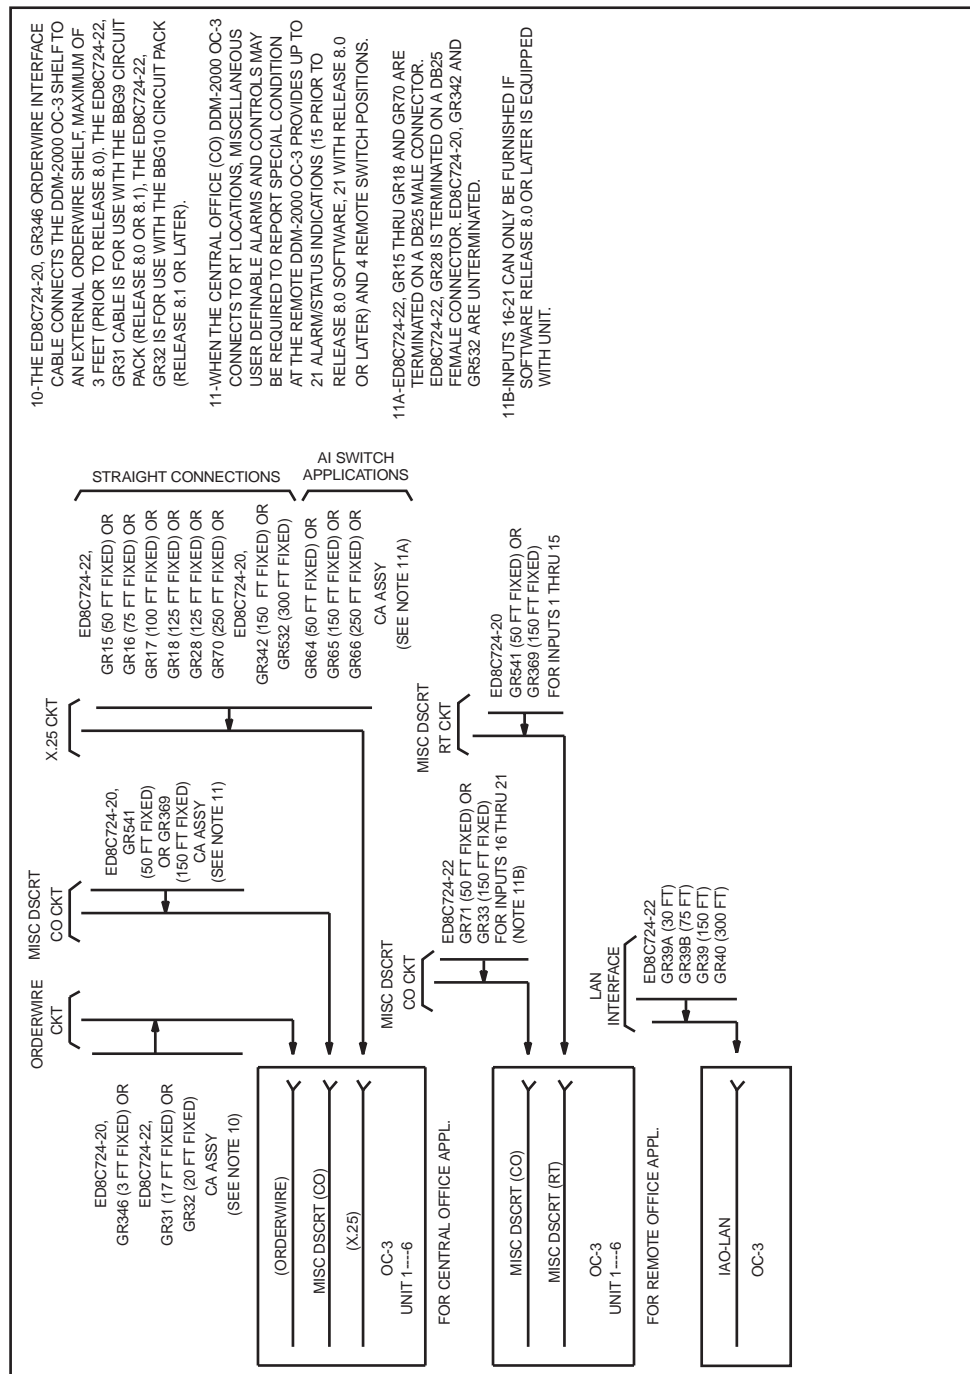 ORDERWIRE
CKT
ED8C724-20,
GR346 (3 FT FIXED) OR
ED8C724-22,
GR31 (17 FT FIXED) OR
GR32 (20 FT FIXED)
CA ASSY
(SEE NOTE 10)
MISC DSCRT
CO CKT
ED8C724-20,
GR541
(50 FT FIXED)
OR GR369
(150 FT FIXED)
CA ASSY
(SEE NOTE 11)
X.25 CKT
ED8C724-22,
GR15 (50 FT FIXED) OR
GR16 (75 FT FIXED) OR
GR17 (100 FT FIXED) OR
GR18 (125 FT FIXED) OR
GR28 (125 FT FIXED) OR
GR70 (250 FT FIXED) OR
ED8C724-20,
GR342 (150 FT FIXED) OR
GR532 (300 FT FIXED)
GR64 (50 FT FIXED) OR
GR65 (150 FT FIXED) OR
GR66 (250 FT FIXED) OR
CA ASSY
(SEE NOTE 11A)
STRAIGHT CONNECTIONS
AI SWITCH
APPLICATIONS
(ORDERWIRE)
MISC DSCRT (CO)
(X.25)
OC-3
UNIT 1----6
FOR CENTRAL OFFICE APPL.
MISC DSCRT
CO CKT
ED8C724-22
GR71 (50 FT FIXED) OR
GR33 (150 FT FIXED)
FOR INPUTS 16 THRU 21
(NOTE 11B)
MISC DSCRT
RT CKT
ED8C724-20
GR541 (50 FT FIXED) OR
GR369 (150 FT FIXED)
FOR INPUTS 1 THRU 15
MISC DSCRT (CO)
MISC DSCRT (RT)
OC-3
UNIT 1----6
FOR REMOTE OFFICE APPL.
LAN
INTERFACE
ED8C724-22
GR39A (30 FT)
GR39B (75 FT)
GR39 (150 FT)
GR40 (300 FT)
IAO-LAN
OC-3
10-THE ED8C724-20, GR346 ORDERWIRE INTERFACE
CABLE CONNECTS THE DDM-2000 OC-3 SHELF TO
AN EXTERNAL ORDERWIRE SHELF, MAXIMUM OF
3 FEET (PRIOR TO RELEASE 8.0). THE ED8C724-22,
GR31 CABLE IS FOR USE WITH THE BBG9 CIRCUIT
PACK (RELEASE 8.0 OR 8.1), THE ED8C724-22,
GR32 IS FOR USE WITH THE BBG10 CIRCUIT PACK
(RELEASE 8.1 OR LATER).
11-WHEN THE CENTRAL OFFICE (CO) DDM-2000 OC-3
CONNECTS TO RT LOCATIONS, MISCELLANEOUS
USER DEFINABLE ALARMS AND CONTROLS MAY
BE REQUIRED TO REPORT SPECIAL CONDITION
AT THE REMOTE DDM-2000 OC-3 PROVIDES UP TO
21 ALARM/STATUS INDICATIONS (15 PRIOR TO
RELEASE 8.0 SOFTWARE, 21 WITH RELEASE 8.0
OR LATER) AND 4 REMOTE SWITCH POSITIONS.
11A-ED8C724-22, GR15 THRU GR18 AND GR70 ARE
TERMINATED ON A DB25 MALE CONNECTOR.
ED8C724-22, GR28 IS TERMINATED ON A DB25
FEMALE CONNECTOR. ED8C724-20, GR342 AND
GR532 ARE UNTERMINATED.
11B-INPUTS 16-21 CAN ONLY BE FURNISHED IF
SOFTWARE RELEASE 8.0 OR LATER IS EQUIPPED
WITH UNIT.